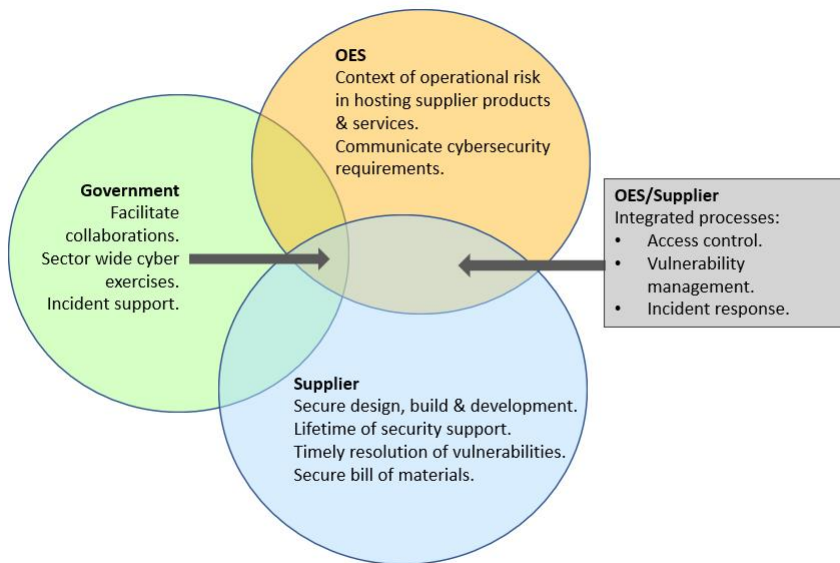 OES
Context of operational risk
in hosting supplier products
& services.
Communicate cybersecurity
requirements.
Government
Facilitate
collaborations.
Sector wide cyber
exercises.
Incident support.
OES/Supplier
Integrated processes:
• Access control.
• Vulnerability
management.
• Incident response.
Supplier
Secure design, build & development.
Lifetime of security support.
Timely resolution of vulnerabilities.
Secure bill of materials.